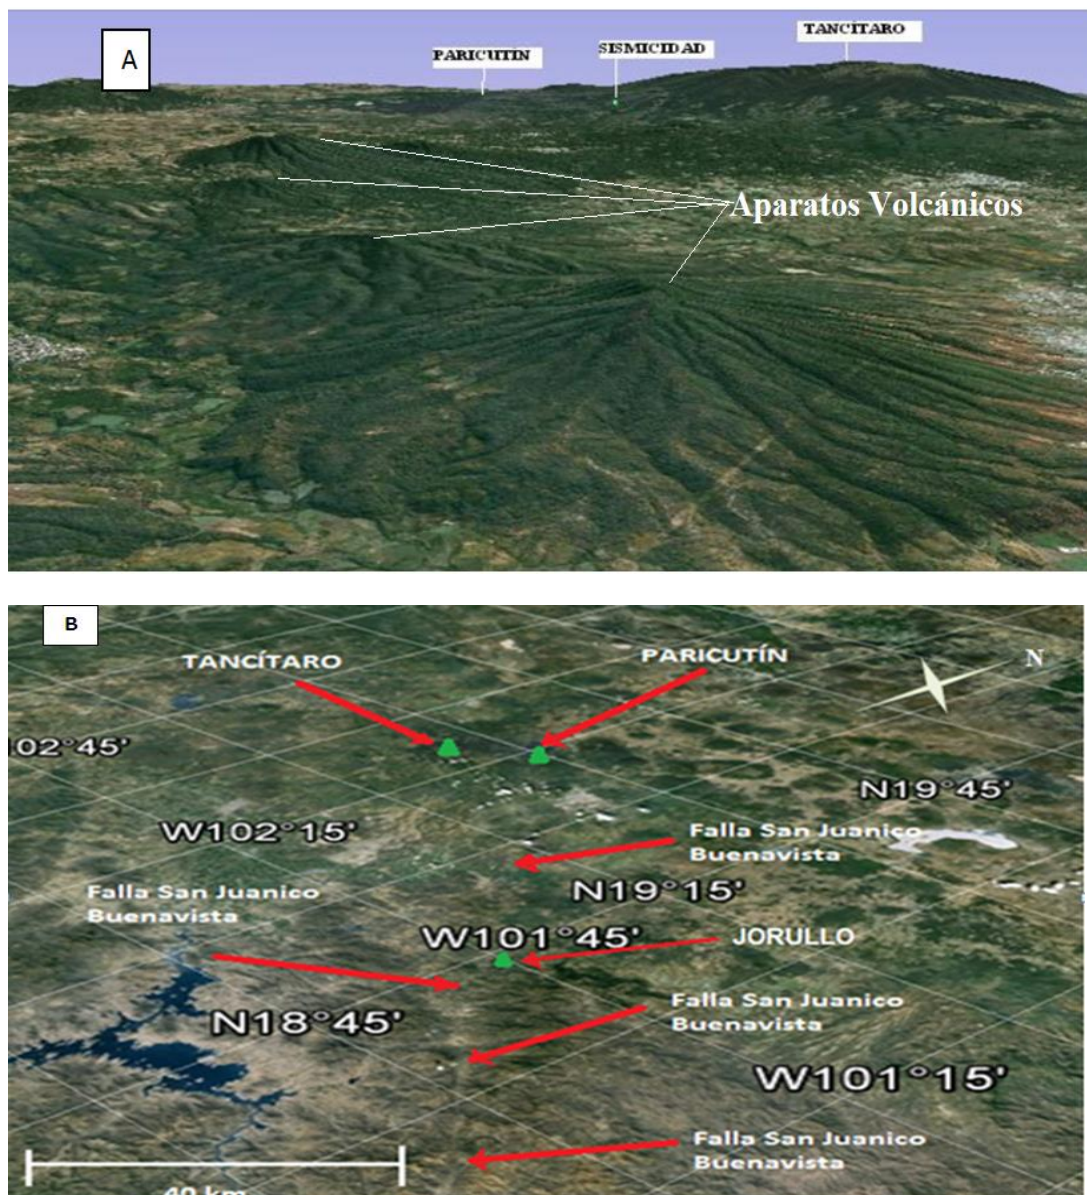 A
PARICUTÍN
SISMICIDAD
TANCÍTARO
Aparatos Volcánicos
B
TANCÍTARO
PARICUTÍN
N
02°45'
N19°45'
W102°15'
Falla San Juanico
Buenavista
Falla San Juanico
Buenavista
N19°15'
W101°45'
JORULLO
N18°45'
Falla San Juanico
Buenavista
W101°15'
Falla San Juanico
Buenavista
40 km